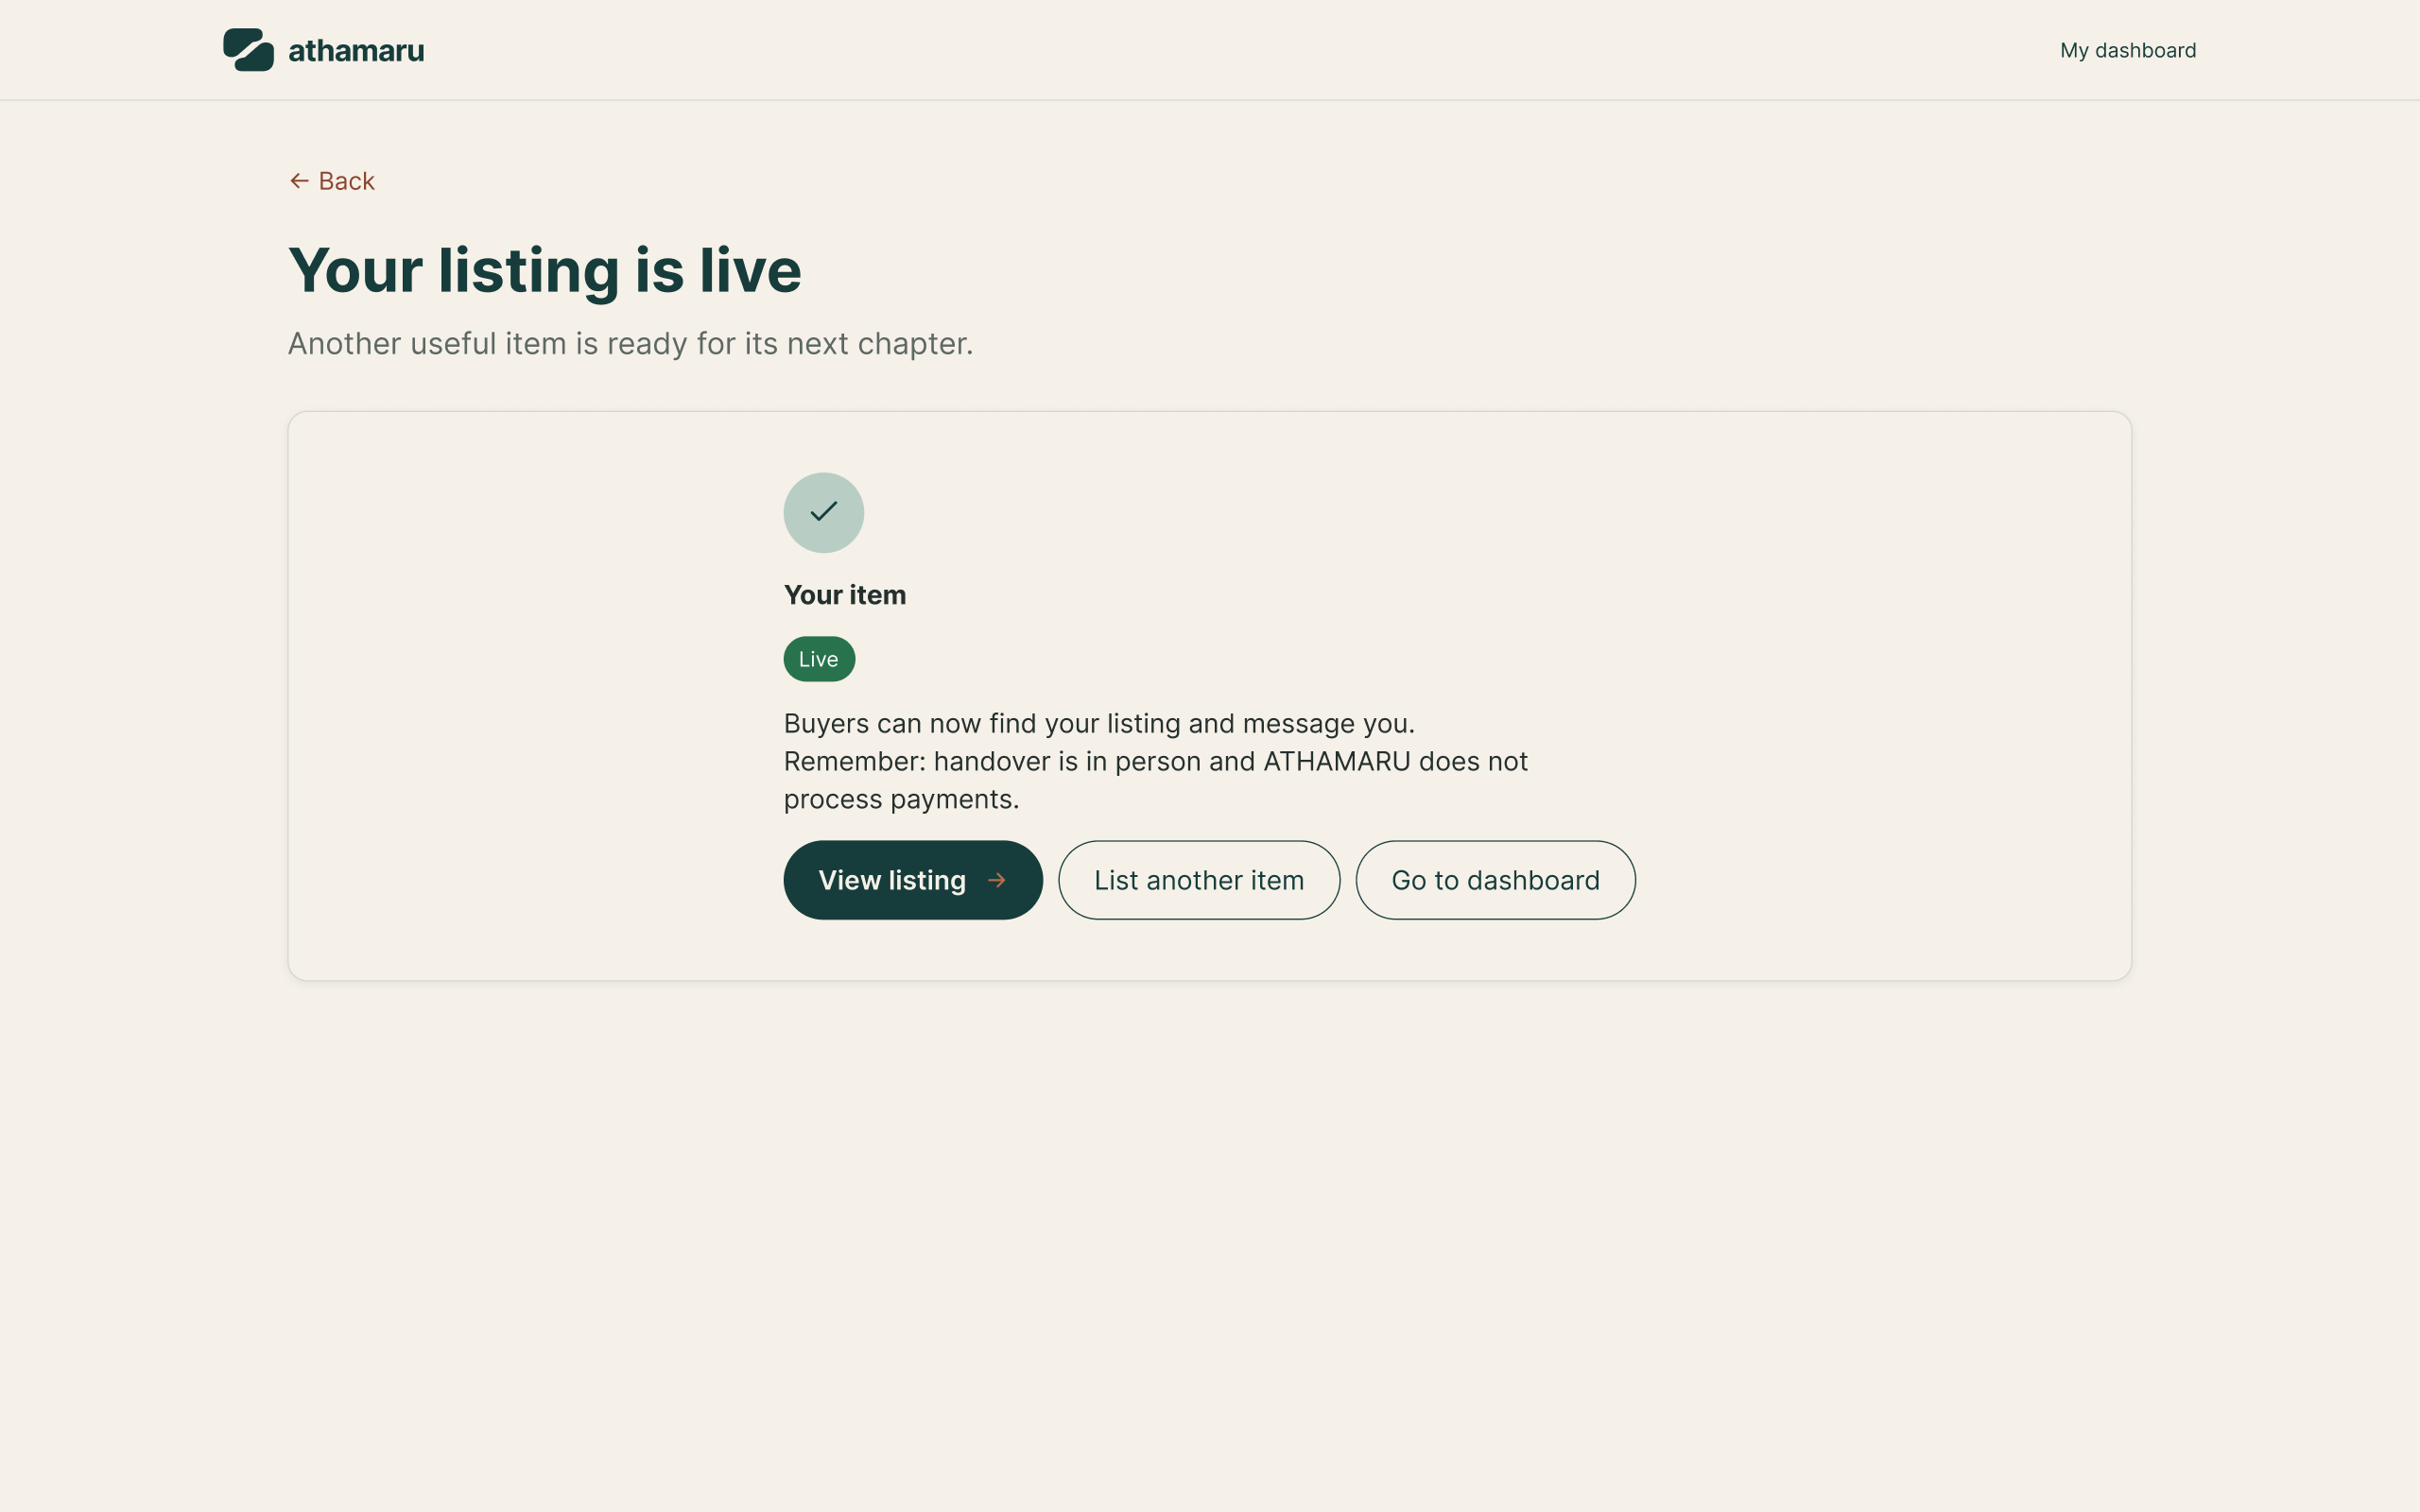 athamaru
My dashboard
← Back
Your listing is live
Another useful item is ready for its next chapter.
Your item
Live
Buyers can now find your listing and message you.
Remember: handover is in person and ATHAMARU does not
process payments.
View listing →
List another item
Go to dashboard